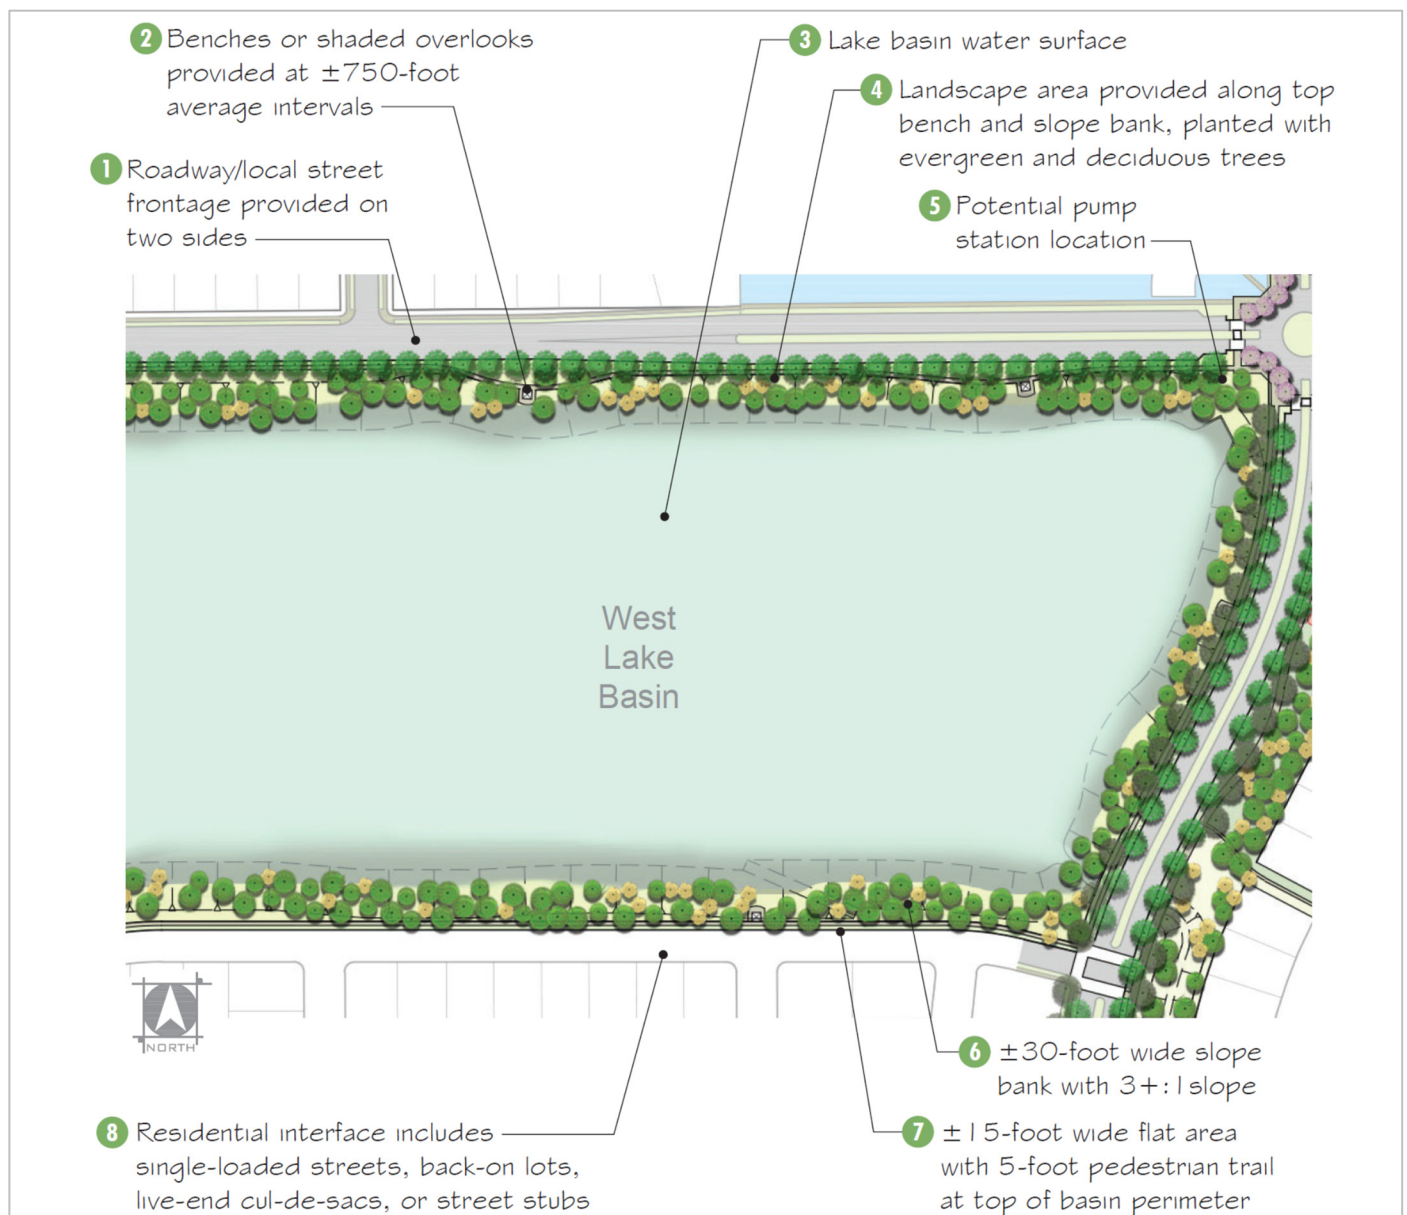 2 Benches or shaded overlooks
provided at ±750-foot
average intervals
3 Lake basin water surface
4 Landscape area provided along top
bench and slope bank, planted with
evergreen and deciduous trees
1 Roadway/local street
frontage provided on
two sides
5 Potential pump
station location
West
Lake
Basin
NORTH
6 ±30-foot wide slope
bank with 3+:1 slope
8 Residential interface includes
single-loaded streets, back-on lots,
live-end cul-de-sacs, or street stubs
7 ±15-foot wide flat area
with 5-foot pedestrian trail
at top of basin perimeter